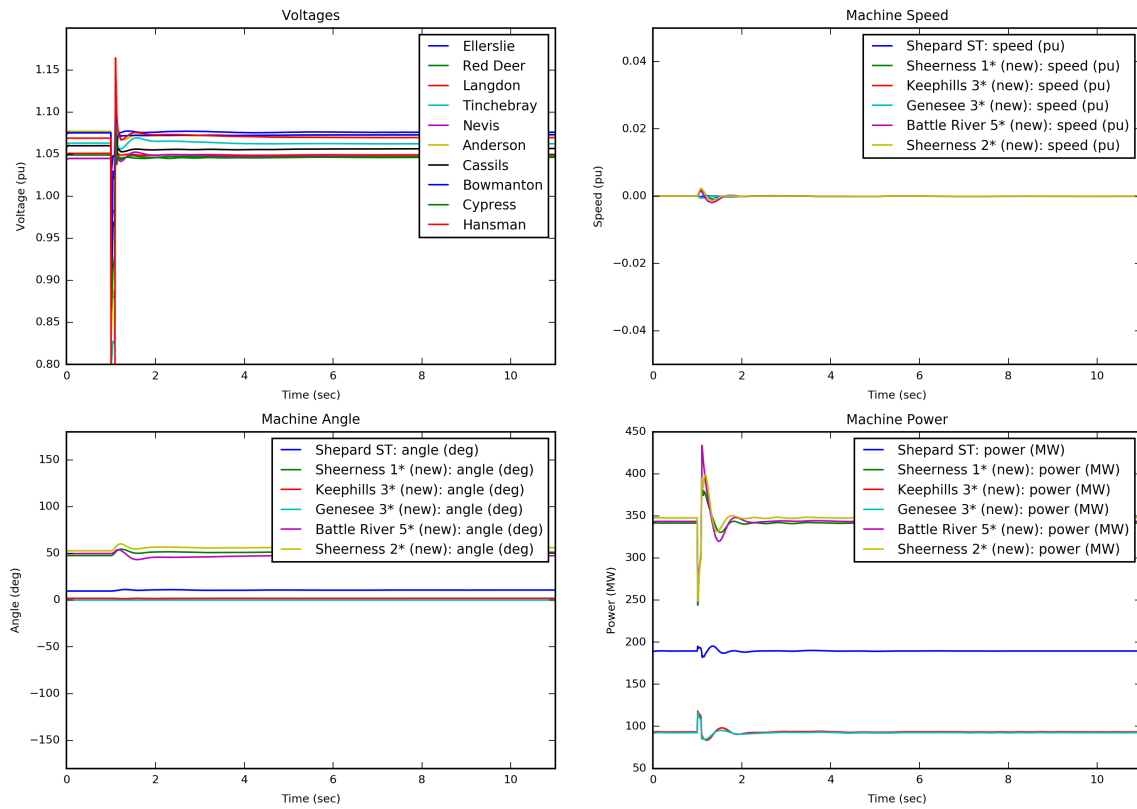 Voltages
1.15
1.10
1.05
1.00
0.95
0.90
0.85
0.80
Voltage (pu)
0
2
4
6
8
10
Time (sec)
Ellerslie
Red Deer
Langdon
Tinchebray
Nevis
Anderson
Cassils
Bowmanton
Cypress
Hansman
Machine Speed
0.04
0.02
0.00
−0.02
−0.04
Speed (pu)
0
2
4
6
8
10
Time (sec)
Shepard ST: speed (pu)
Sheerness 1* (new): speed (pu)
Keephills 3* (new): speed (pu)
Genesee 3* (new): speed (pu)
Battle River 5* (new): speed (pu)
Sheerness 2* (new): speed (pu)
Machine Angle
150
100
50
0
−50
−100
−150
Angle (deg)
0
2
4
6
8
10
Time (sec)
Shepard ST: angle (deg)
Sheerness 1* (new): angle (deg)
Keephills 3* (new): angle (deg)
Genesee 3* (new): angle (deg)
Battle River 5* (new): angle (deg)
Sheerness 2* (new): angle (deg)
Machine Power
450
400
350
300
250
200
150
100
50
Power (MW)
0
2
4
6
8
10
Time (sec)
Shepard ST: power (MW)
Sheerness 1* (new): power (MW)
Keephills 3* (new): power (MW)
Genesee 3* (new): power (MW)
Battle River 5* (new): power (MW)
Sheerness 2* (new): power (MW)